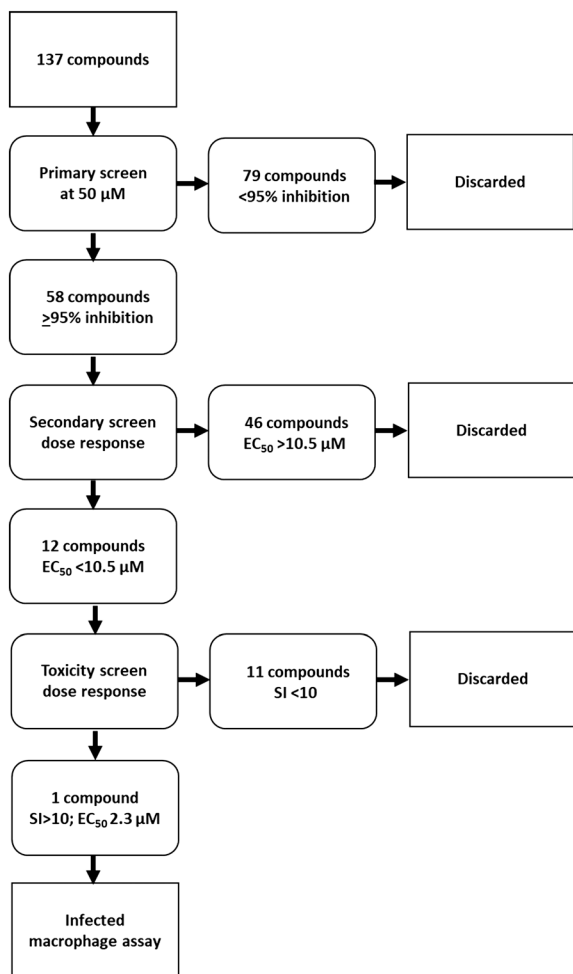 137 compounds
Primary screen
at 50 µM
79 compounds
<95% inhibition
Discarded
58 compounds
≥95% inhibition
Secondary screen
dose response
46 compounds
EC₅₀ >10.5 µM
Discarded
12 compounds
EC₅₀ <10.5 µM
Toxicity screen
dose response
11 compounds
SI <10
Discarded
1 compound
SI>10; EC₅₀ 2.3 µM
Infected
macrophage assay